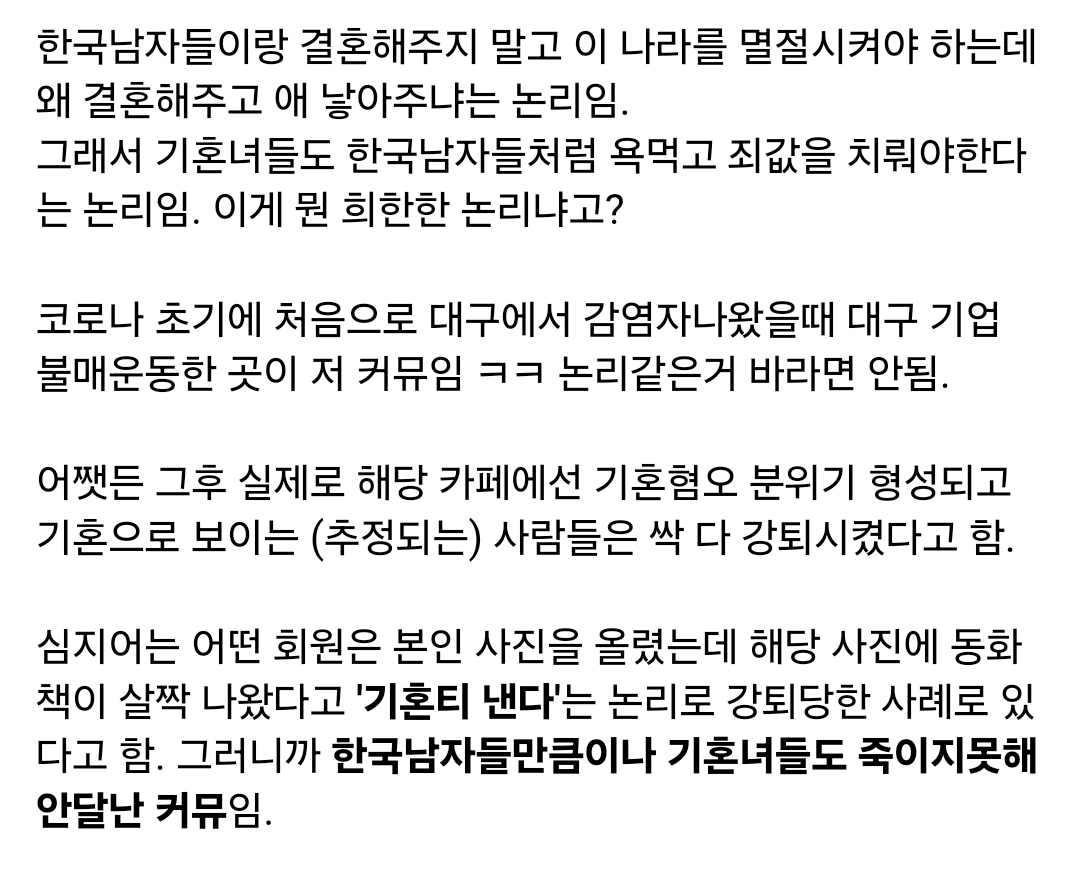 한국남자들이랑 결혼해주지 말고 이 나라를 멸절시켜야 하는데
왜 결혼해주고 애 낳아주냐는 논리임.
그래서 기혼녀들도 한국남자들처럼 욕먹고 죄값을 치뤄야한다
는 논리임. 이게 뭔 희한한 논리냐고?
코로나 초기에 처음으로 대구에서 감염자나왔을때 대구 기업
불매운동한 곳이 저 커뮤임 ㅋㅋ 논리같은거 바라면 안됨.
어쨋든 그후 실제로 해당 카페에선 기혼혐오 분위기 형성되고
기혼으로 보이는 (추정되는) 사람들은 싹 다 강퇴시켰다고 함.
심지어는 어떤 회원은 본인 사진을 올렸는데 해당 사진에 동화
책이 살짝 나왔다고 '기혼티 낸다'는 논리로 강퇴당한 사례로 있
다고 함. 그러니까 한국남자들만큼이나 기혼녀들도 죽이지못해
안달난 커뮤임.